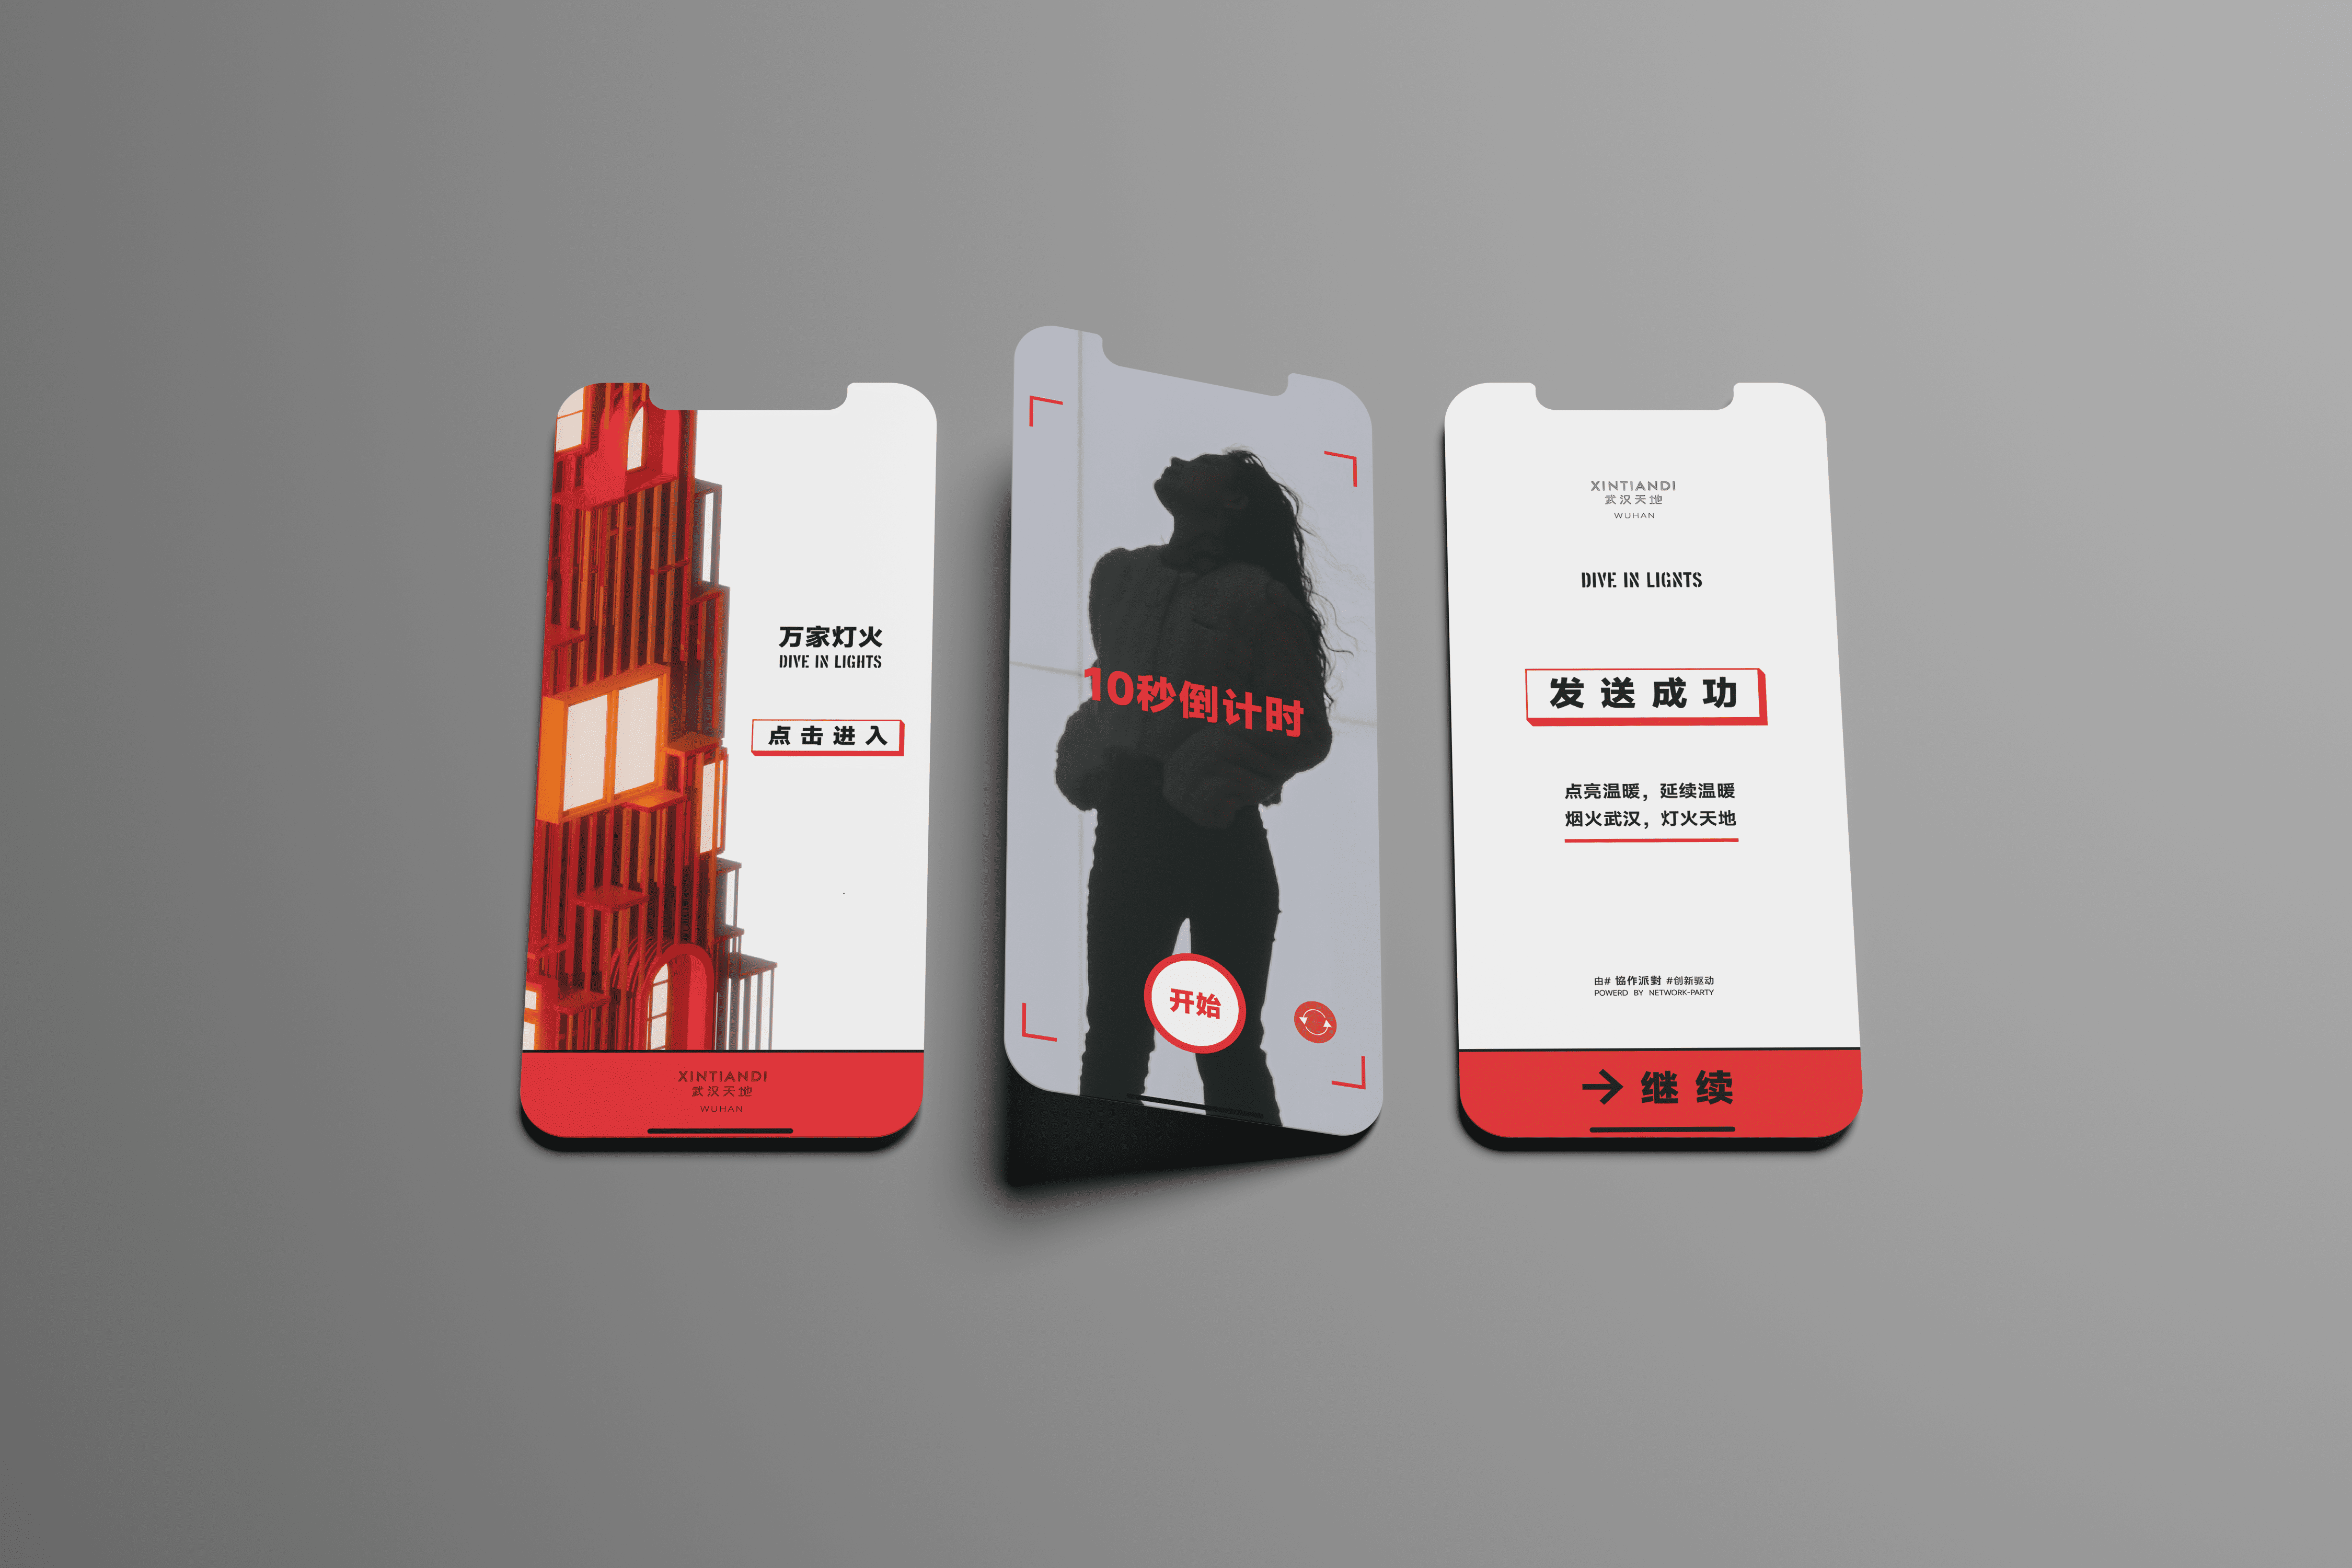 万家灯火
DIVE IN LIGHTS
点击进入
XINTIANDI
武汉天地
WUHAN
10秒倒计时
开始
XINTIANDI
武汉天地
WUHAN
DIVE IN LIGNTS
发送成功
点亮温暖，延续温暖
烟火武汉，灯火天地
由# 協作派對 #创新驱动
POWERD BY NETWORK-PARTY
→ 继续